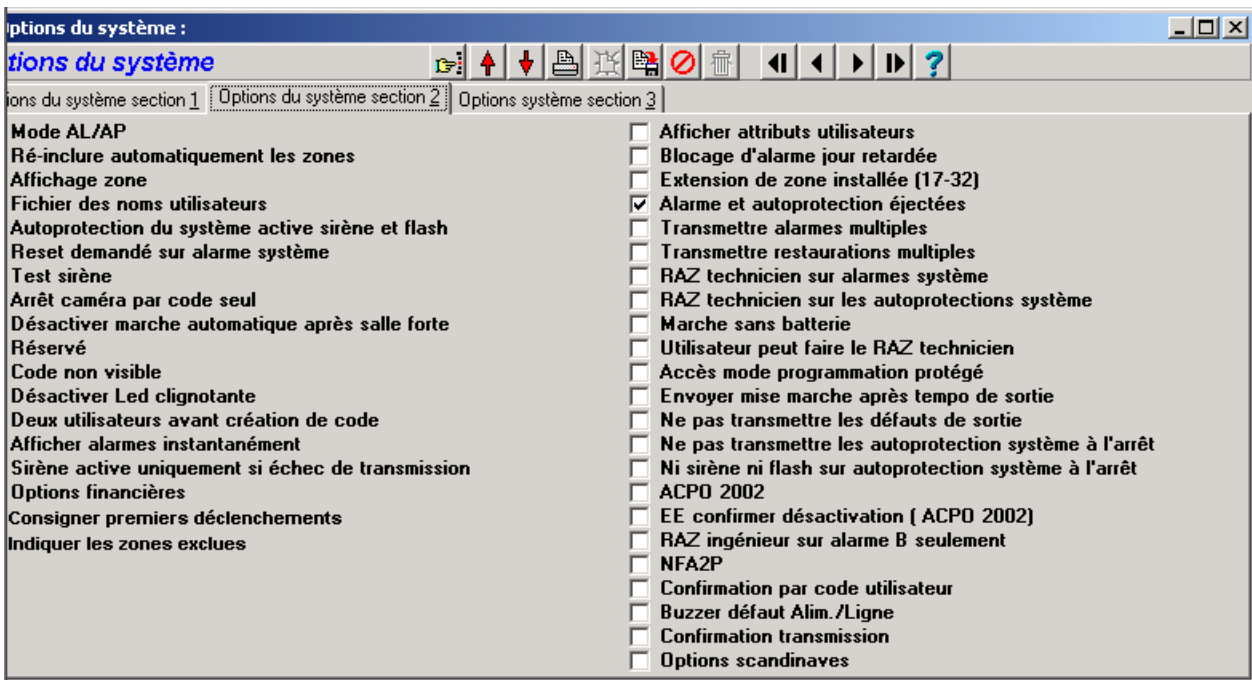 ptions du système :
tions du système
ions du système section 1
Options du système section 2
Options système section 3
Mode AL/AP
Ré-inclure automatiquement les zones
Affichage zone
Fichier des noms utilisateurs
Autoprotection du système active sirène et flash
Reset demandé sur alarme système
Test sirène
Arrêt caméra par code seul
Désactiver marche automatique après salle forte
Réservé
Code non visible
Désactiver Led clignotante
Deux utilisateurs avant création de code
Afficher alarmes instantanément
Sirène active uniquement si échec de transmission
Options financières
Consigner premiers déclenchements
Indiquer les zones exclues
Afficher attributs utilisateurs
Blocage d'alarme jour retardée
Extension de zone installée (17-32)
Alarme et autoprotection éjectées
Transmettre alarmes multiples
Transmettre restaurations multiples
RAZ technicien sur alarmes système
RAZ technicien sur les autoprotections système
Marche sans batterie
Utilisateur peut faire le RAZ technicien
Accès mode programmation protégé
Envoyer mise marche après tempo de sortie
Ne pas transmettre les défauts de sortie
Ne pas transmettre les autoprotection système à l'arrêt
Ni sirène ni flash sur autoprotection système à l'arrêt
ACPO 2002
EE confirmer désactivation ( ACPO 2002)
RAZ ingénieur sur alarme B seulement
NFA2P
Confirmation par code utilisateur
Buzzer défaut Alim./Ligne
Confirmation transmission
Options scandinaves